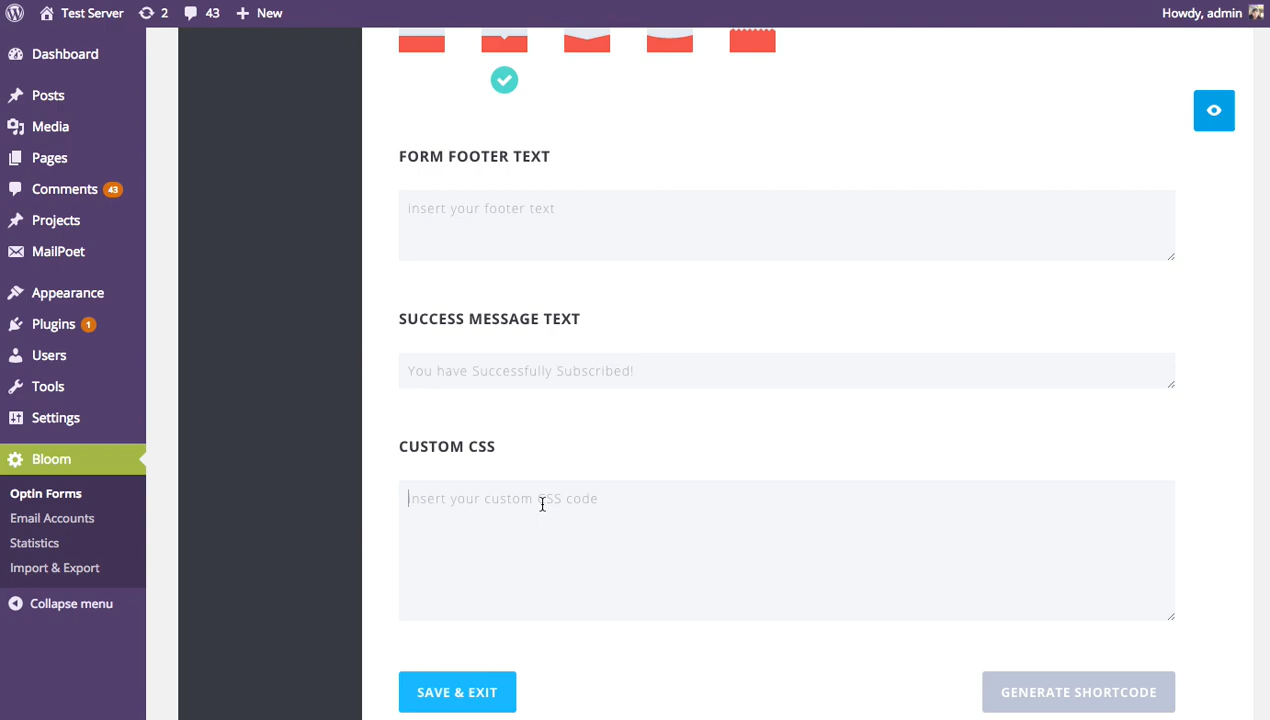 Test Server 2 43 New Howdy, admin
Dashboard
Posts
Media
Pages
Comments 43
Projects
MailPoet
Appearance
Plugins 1
Users
Tools
Settings
Bloom
Optin Forms
Email Accounts
Statistics
Import & Export
Collapse menu
FORM FOOTER TEXT
insert your footer text
SUCCESS MESSAGE TEXT
You have Successfully Subscribed!
CUSTOM CSS
insert your custom CSS code
SAVE & EXIT
GENERATE SHORTCODE